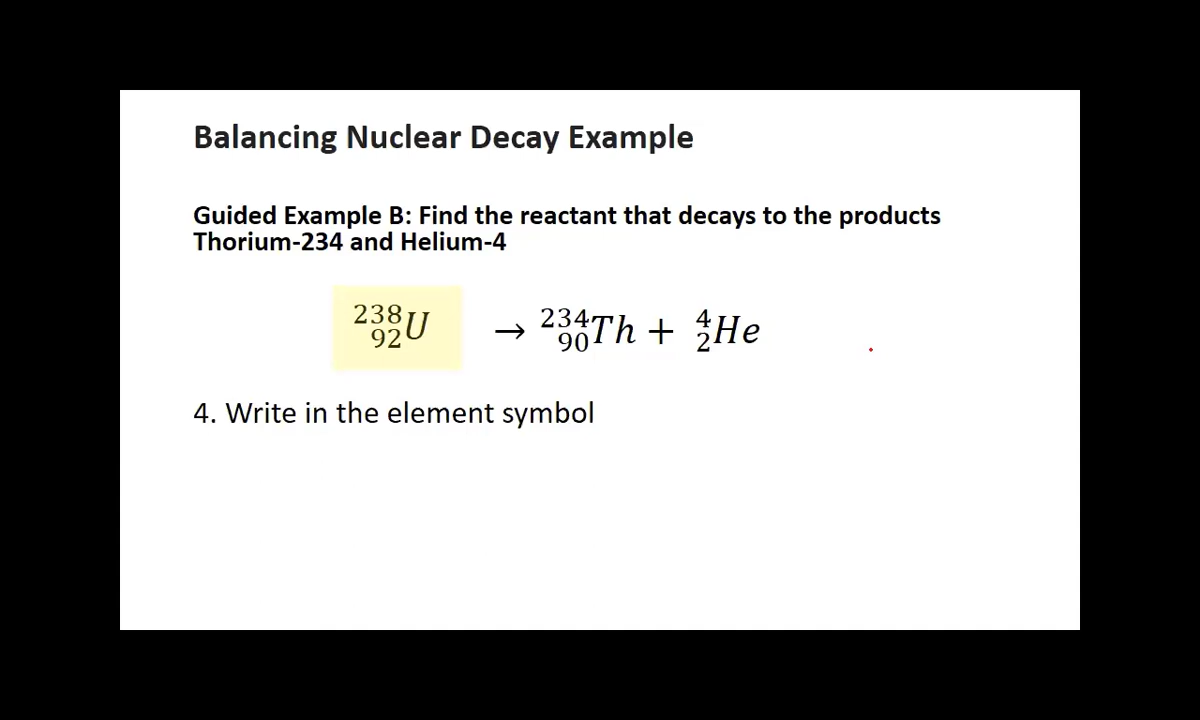 Balancing Nuclear Decay Example
Guided Example B: Find the reactant that decays to the products
Thorium-234 and Helium-4
²³⁸₉₂U → ²³⁴₉₀Th + ⁴₂He
4. Write in the element symbol